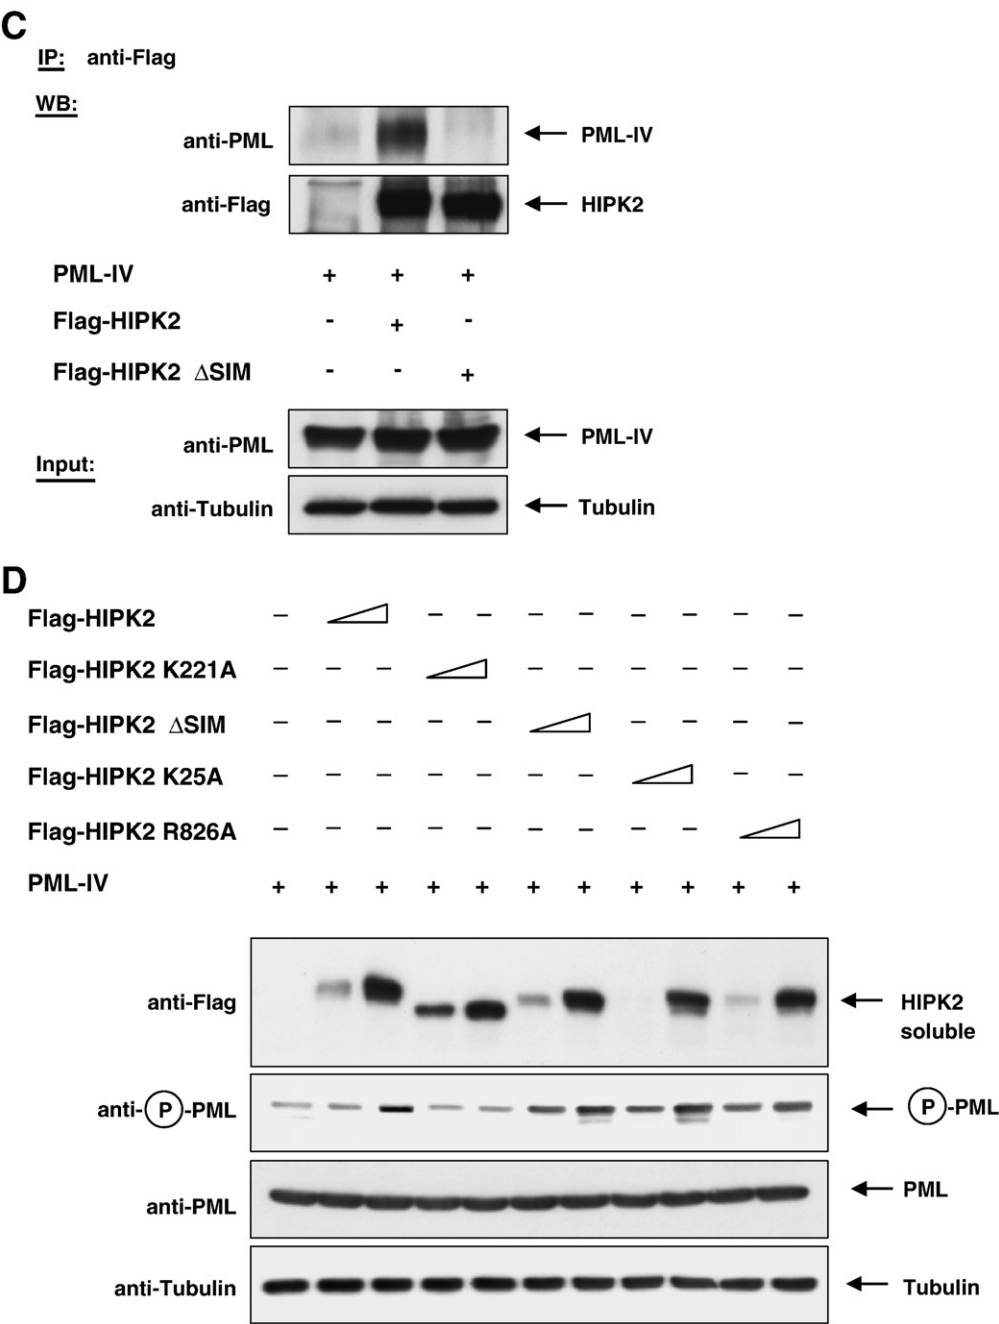 C
IP: anti-Flag
WB:
anti-PML PML-IV
anti-Flag HIPK2
PML-IV + + +
Flag-HIPK2 - + -
Flag-HIPK2 ΔSIM - - +
anti-PML PML-IV
Input:
anti-Tubulin Tubulin
D
Flag-HIPK2 – – – – – – – – –
Flag-HIPK2 K221A – – – – – – – – –
Flag-HIPK2 ΔSIM – – – – – – – – –
Flag-HIPK2 K25A – – – – – – – – –
Flag-HIPK2 R826A – – – – – – – – –
PML-IV + + + + + + + + + + +
anti-Flag HIPK2
soluble
anti-P-PML P-PML
anti-PML PML
anti-Tubulin Tubulin